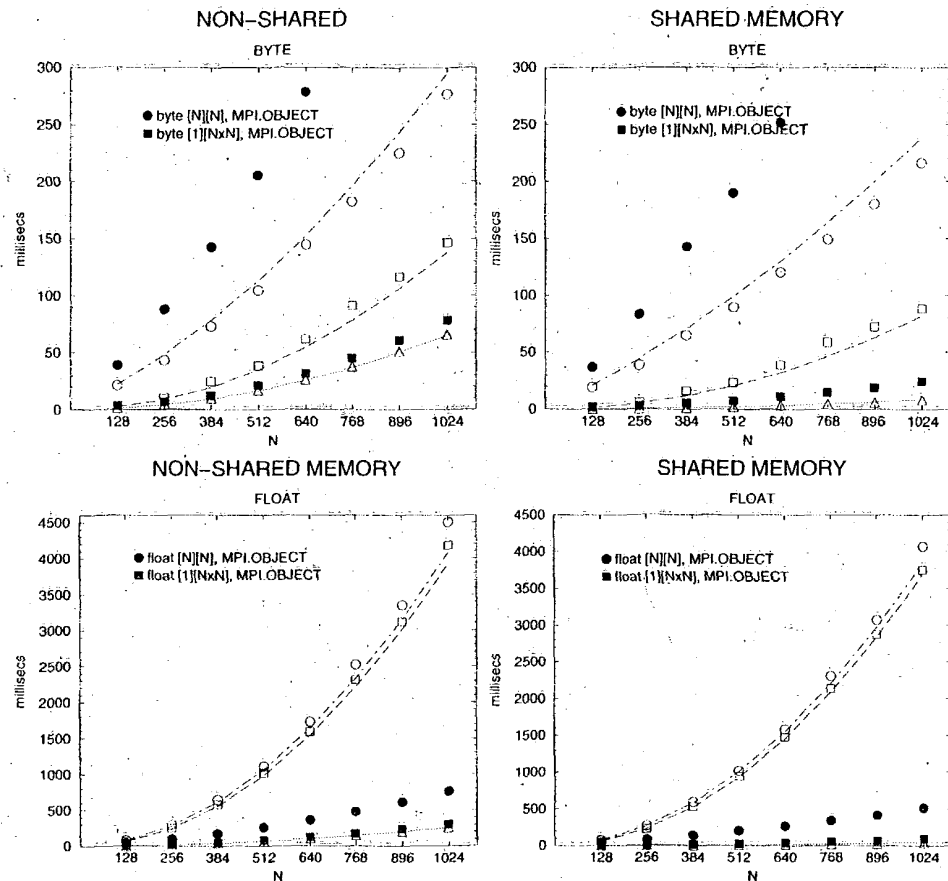 NON-SHARED
BYTE
300
250
200
150
100
50
0
millisecs
byte [N][N], MPI.OBJECT
byte [1][NxN], MPI.OBJECT
128 256 384 512 640 768 896 1024
N
SHARED MEMORY
BYTE
300
250
200
150
100
50
0
millisecs
byte [N][N], MPI.OBJECT
byte [1][NxN], MPI.OBJECT
128 256 384 512 640 768 896 1024
N
NON-SHARED MEMORY
FLOAT
4500
4000
3500
3000
2500
2000
1500
1000
500
0
millisecs
float [N][N], MPI.OBJECT
float [1][NxN], MPI.OBJECT
128 256 384 512 640 768 896 1024
N
SHARED MEMORY
FLOAT
4500
4000
3500
3000
2500
2000
1500
1000
500
0
millisecs
float [N][N], MPI.OBJECT
float [1][NxN], MPI.OBJECT
128 256 384 512 640 768 896 1024
N